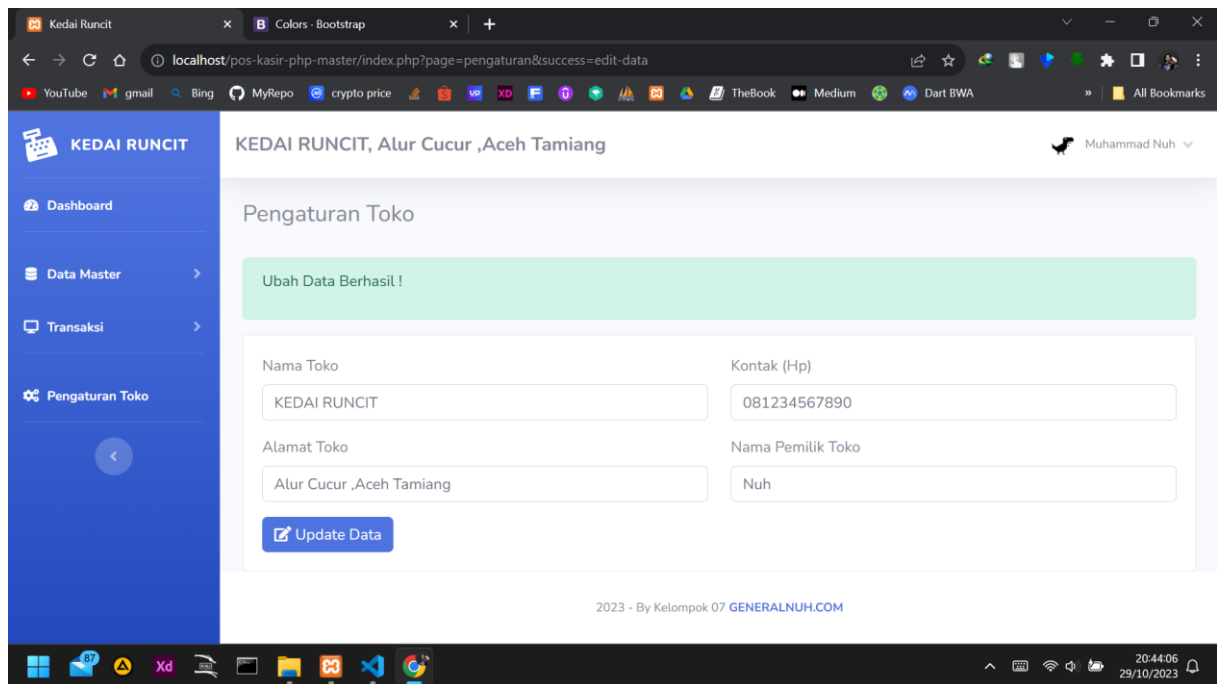 Kedai Runcit
B Colors · Bootstrap
localhost/pos-kasir-php-master/index.php?page=pengaturan&success=edit-data
YouTube gmail Bing MyRepo crypto price VP XD TheBook Medium Dart BWA » All Bookmarks
KEDAI RUNCIT
KEDAI RUNCIT, Alur Cucur ,Aceh Tamiang
Muhammad Nuh
Dashboard
Data Master
Transaksi
Pengaturan Toko
Pengaturan Toko
Ubah Data Berhasil !
Nama Toko
Kontak (Hp)
KEDAI RUNCIT
081234567890
Alamat Toko
Nama Pemilik Toko
Alur Cucur ,Aceh Tamiang
Nuh
Update Data
2023 - By Kelompok 07 GENERALNUH.COM
87
Xd
20:44:06
29/10/2023